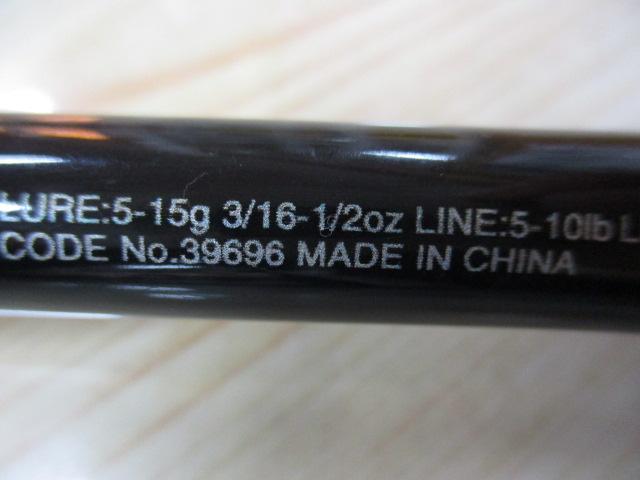 LURE:5-15g 3/16-1/2oz LINE:5-10lb L
CODE No.39696 MADE IN CHINA